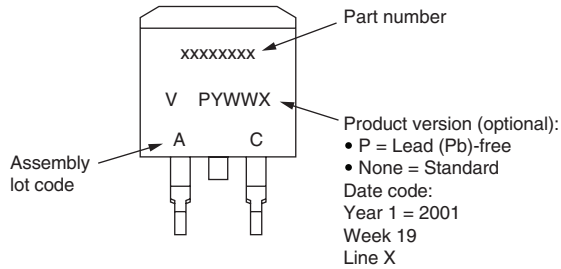 Part number
xxxxxxxx
V PYWWX
A C
Assembly
lot code
Product version (optional):
• P = Lead (Pb)-free
• None = Standard
Date code:
Year 1 = 2001
Week 19
Line X